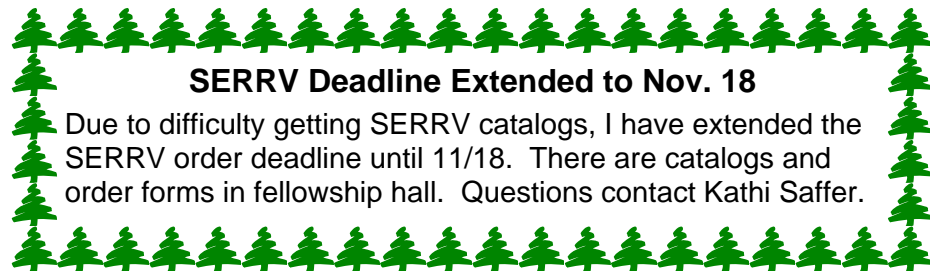 SERRV Deadline Extended to Nov. 18
Due to difficulty getting SERRV catalogs, I have extended the
SERRV order deadline until 11/18.  There are catalogs and
order forms in fellowship hall.  Questions contact Kathi Saffer.